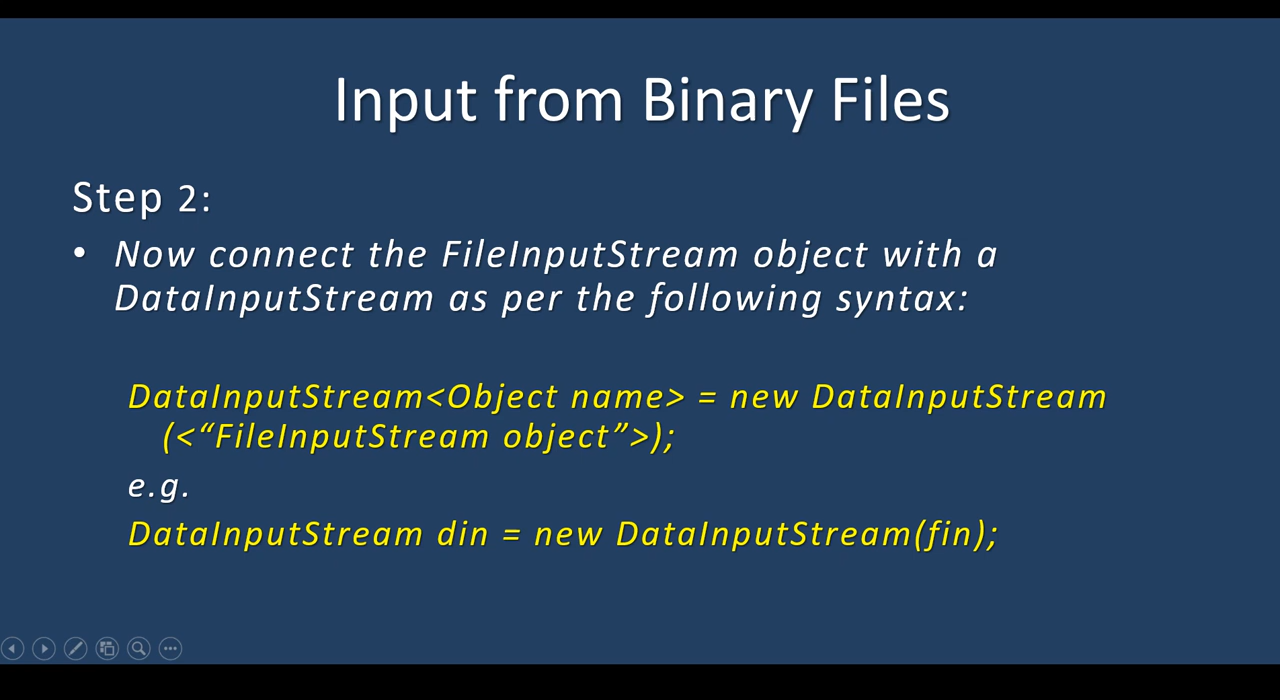 Input from Binary Files
Step 2:
• Now connect the FileInputStream object with a
DataInputStream as per the following syntax:
DataInputStream<Object name> = new DataInputStream
(<“FileInputStream object”>);
e.g.
DataInputStream din = new DataInputStream(fin);